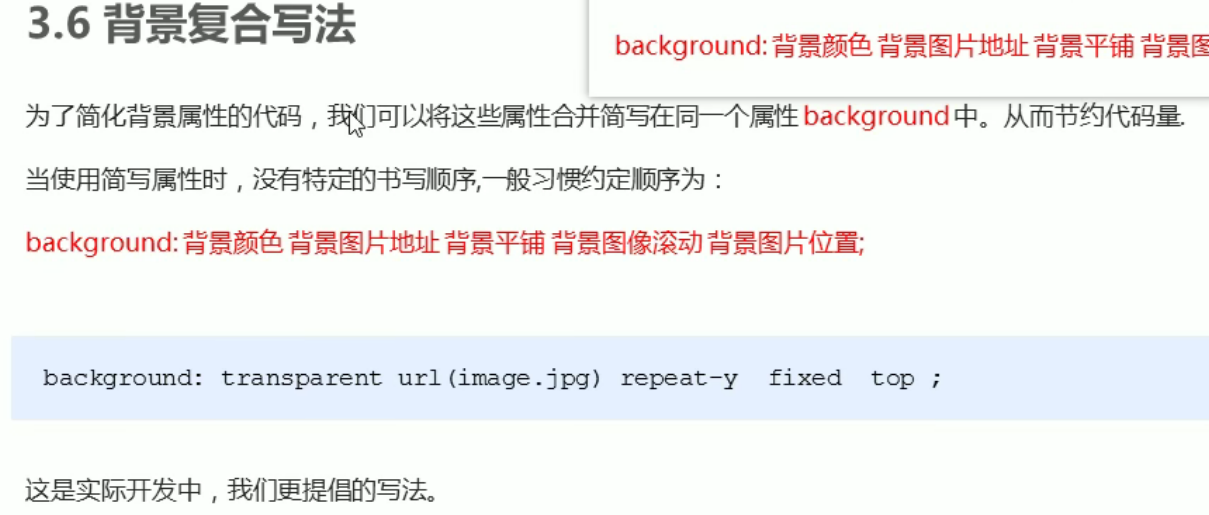 3.6 背景复合写法
background: 背景颜色 背景图片地址 背景平铺 背景图
为了简化背景属性的代码，我们可以将这些属性合并简写在同一个属性 background 中。从而节约代码量.
当使用简写属性时，没有特定的书写顺序,一般习惯约定顺序为：
background: 背景颜色 背景图片地址 背景平铺 背景图像滚动 背景图片位置;
background: transparent url(image.jpg) repeat-y fixed top ;
这是实际开发中，我们更提倡的写法。